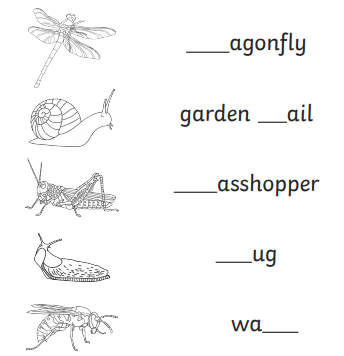 ____agonfly
garden ___ail
____asshopper
___ug
wa___